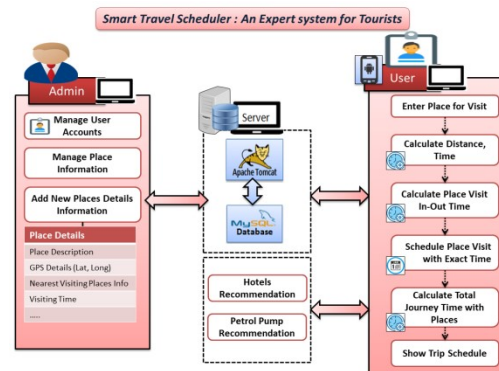 Smart Travel Scheduler : An Expert system for Tourists
Admin
Manage User
Accounts
Manage Place
Information
Add New Places Details
Information
Place Details
Place Description
GPS Details (Lat, Long)
Nearest Visiting Places Info
Visiting Time
.....
Server
Apache Tomcat
MySQL
Database
Hotels
Recommendation
Petrol Pump
Recommendation
User
Enter Place for Visit
Calculate Distance,
Time
Calculate Place Visit
In-Out Time
Schedule Place Visit
with Exact Time
Calculate Total
Journey Time with
Places
Show Trip Schedule